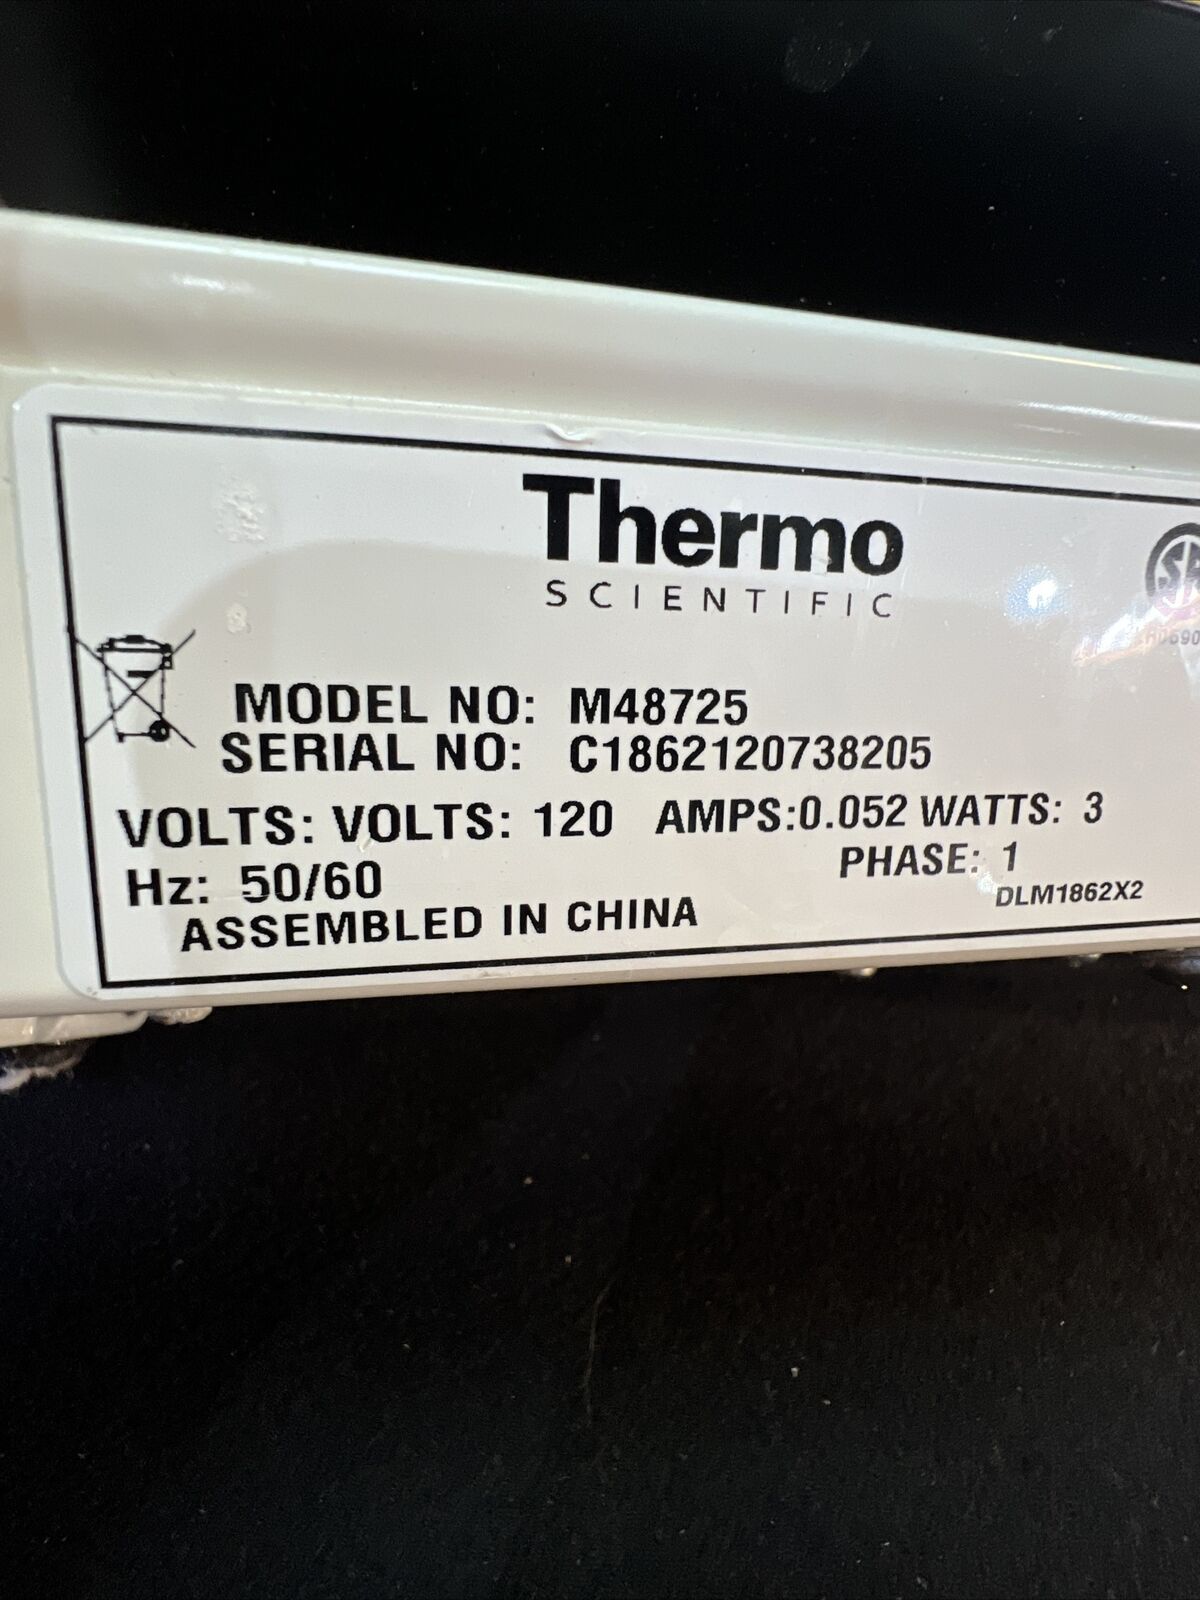 Thermo
SCIENTIFIC
MODEL NO: M48725
SERIAL NO: C1862120738205
VOLTS: VOLTS: 120 AMPS:0.052 WATTS: 3
Hz: 50/60 PHASE: 1
DLM1862X2
ASSEMBLED IN CHINA